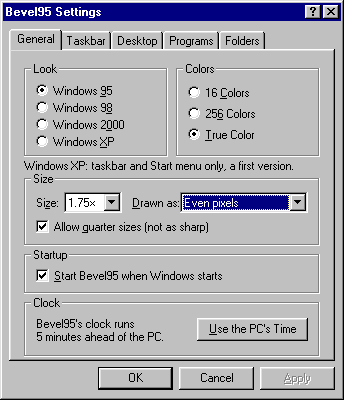 Bevel95 Settings
General Taskbar Desktop Programs Folders
Look
Windows 95
Windows 98
Windows 2000
Windows XP
Colors
16 Colors
256 Colors
True Color
Windows XP: taskbar and Start menu only, a first version.
Size
Size: 1.75× Drawn as: Even pixels
Allow quarter sizes (not as sharp)
Startup
Start Bevel95 when Windows starts
Clock
Bevel95's clock runs
5 minutes ahead of the PC.
Use the PC's Time
OK Cancel Apply